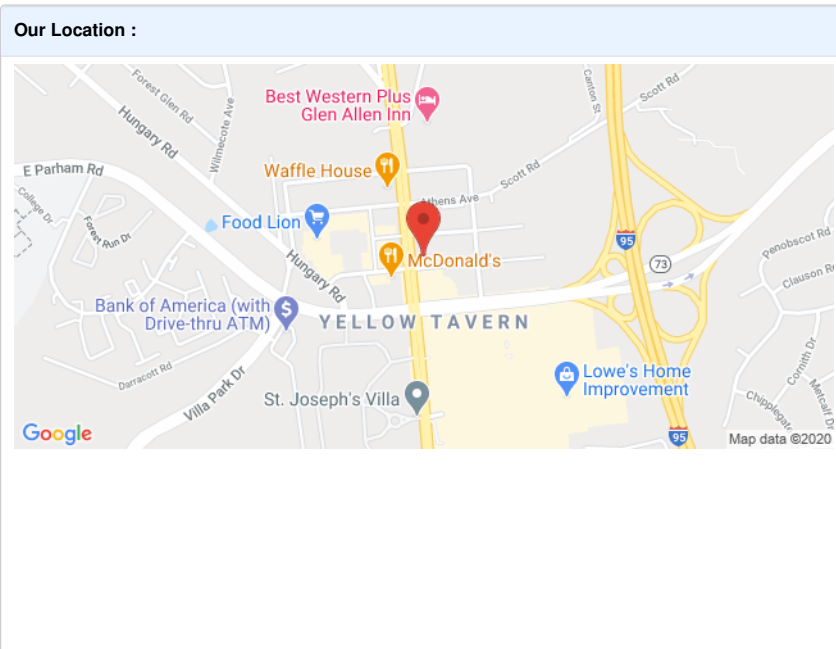 Our Location :
Forest Glen Rd
Hungary Rd
Wilmecote Ave
Best Western Plus
Glen Allen Inn
Canton St
Scott Rd
E Parham Rd
Waffle House
Scott Rd
College Dr
Athens Ave
Food Lion
Forest Run Dr
95
Penobscot Rd
McDonald's
73
Hungary Rd
Clauson Rd
Bank of America (with
Drive-thru ATM)
$
YELLOW TAVERN
Cornith Dr
Darracott Rd
Villa Park Dr
St. Joseph's Villa
Lowe's Home
Improvement
Chipplegate
Metcalf Dr
Google
95
Map data ©2020